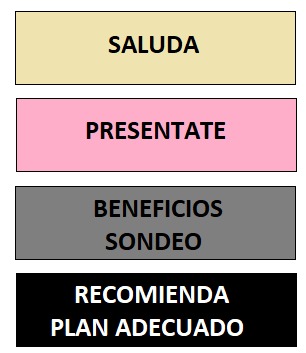 SALUDA
PRESENTATE
BENEFICIOS
SONDEO
RECOMIENDA
PLAN ADECUADO